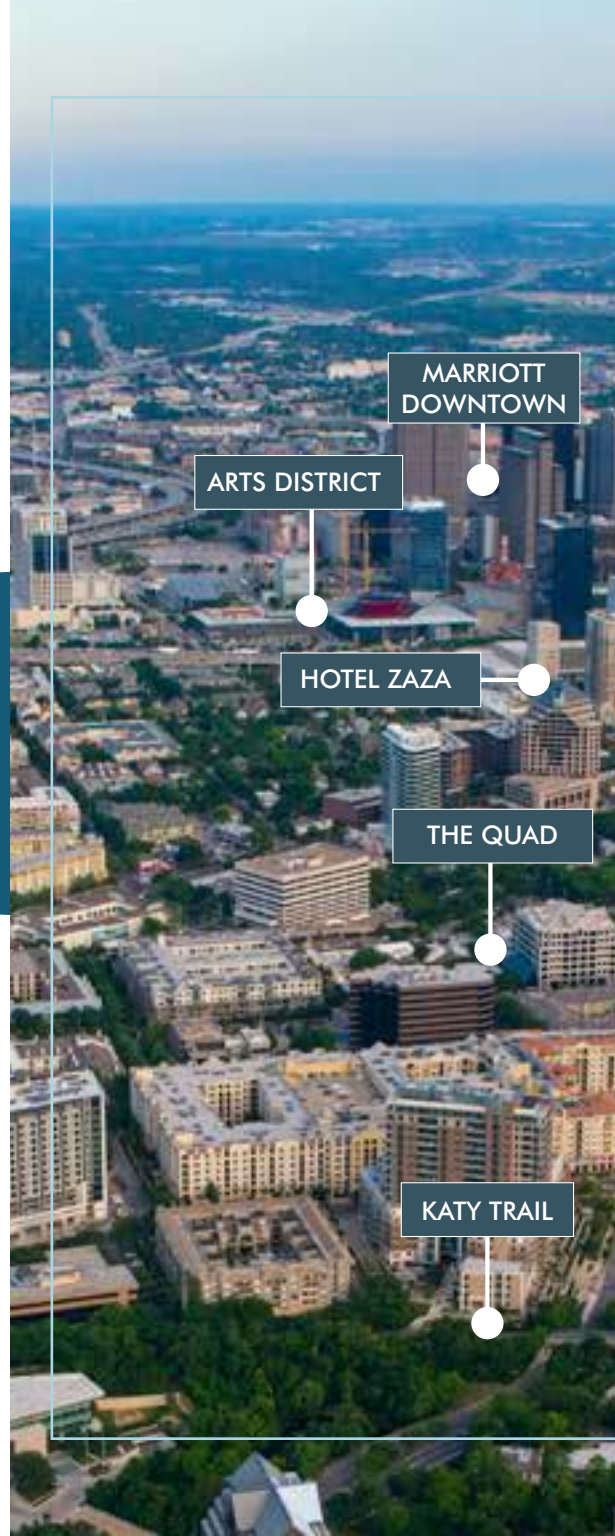 MARRIOTT
DOWNTOWN
ARTS DISTRICT
HOTEL ZAZA
THE QUAD
KATY TRAIL